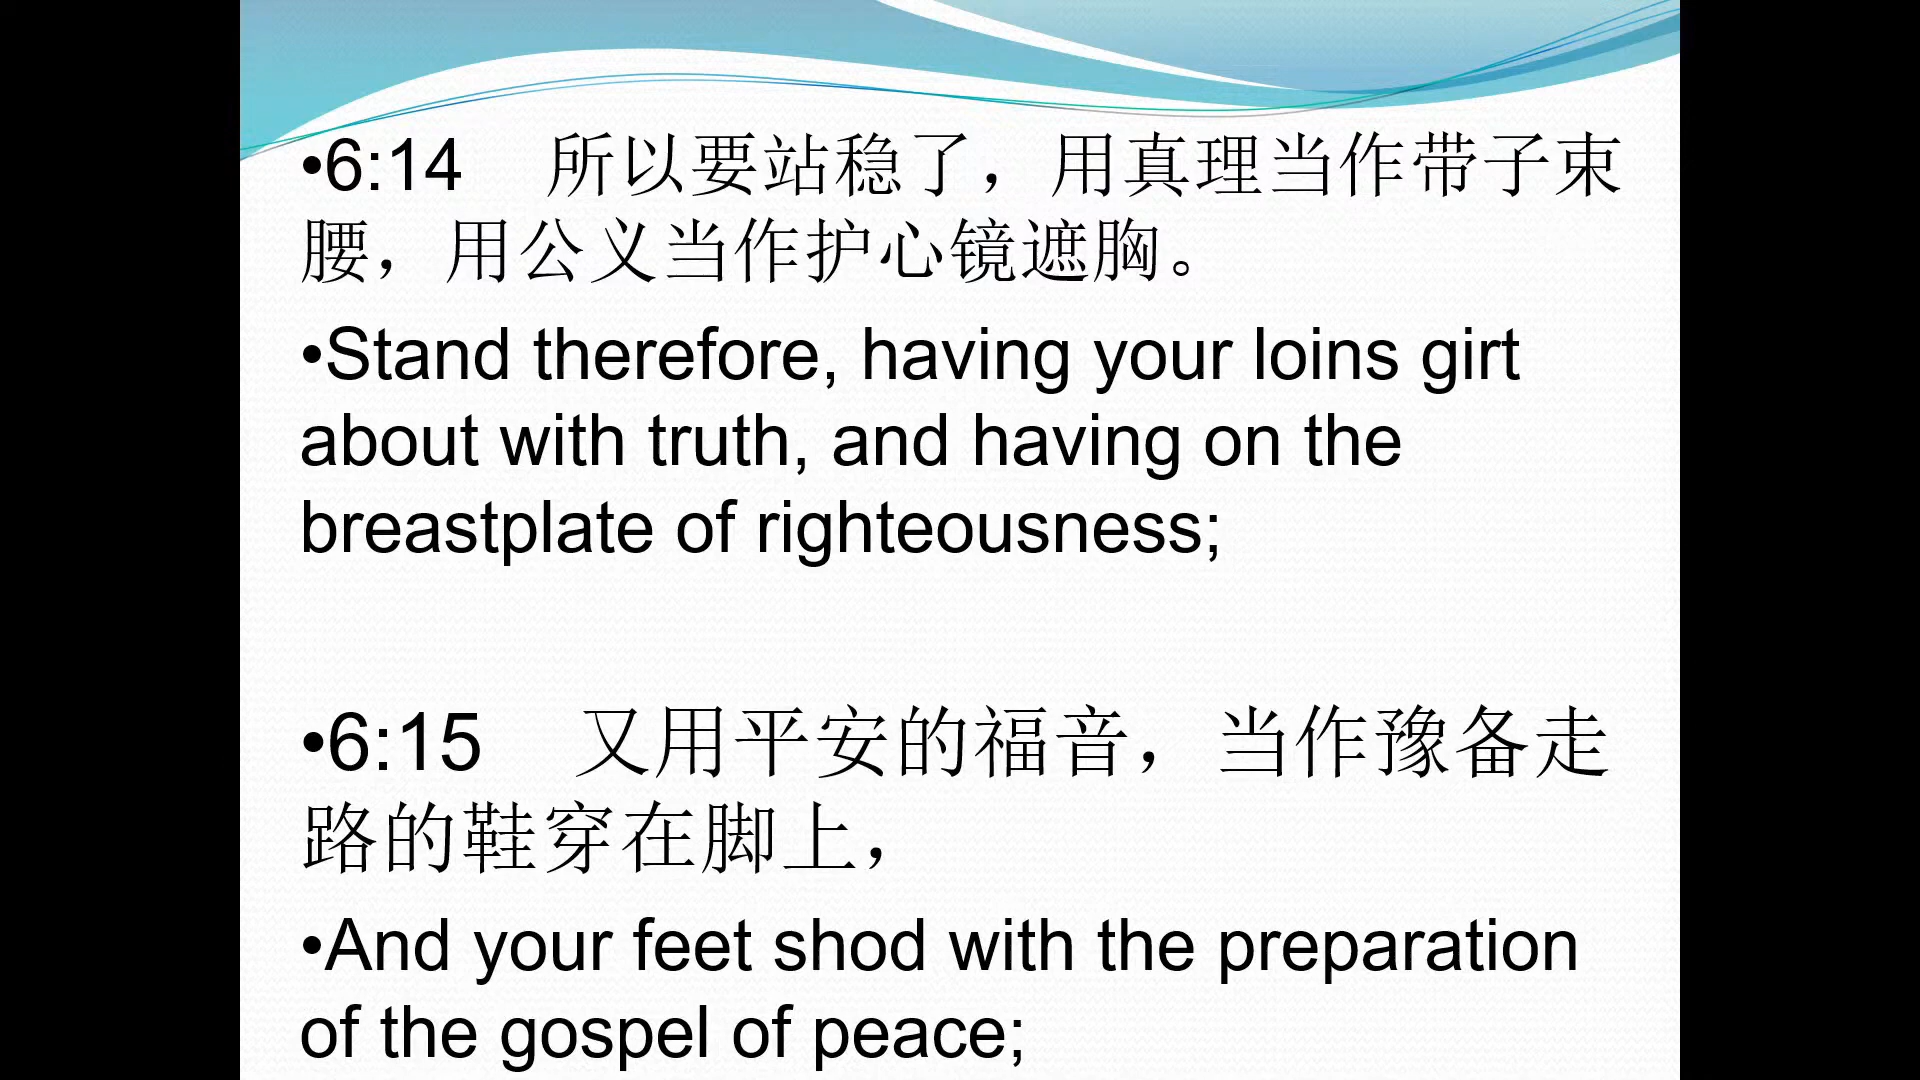 •6:14　所以要站稳了，用真理当作带子束
腰，用公义当作护心镜遮胸。
•Stand therefore, having your loins girt
about with truth, and having on the
breastplate of righteousness;
•6:15　又用平安的福音，当作豫备走
路的鞋穿在脚上，
•And your feet shod with the preparation
of the gospel of peace;